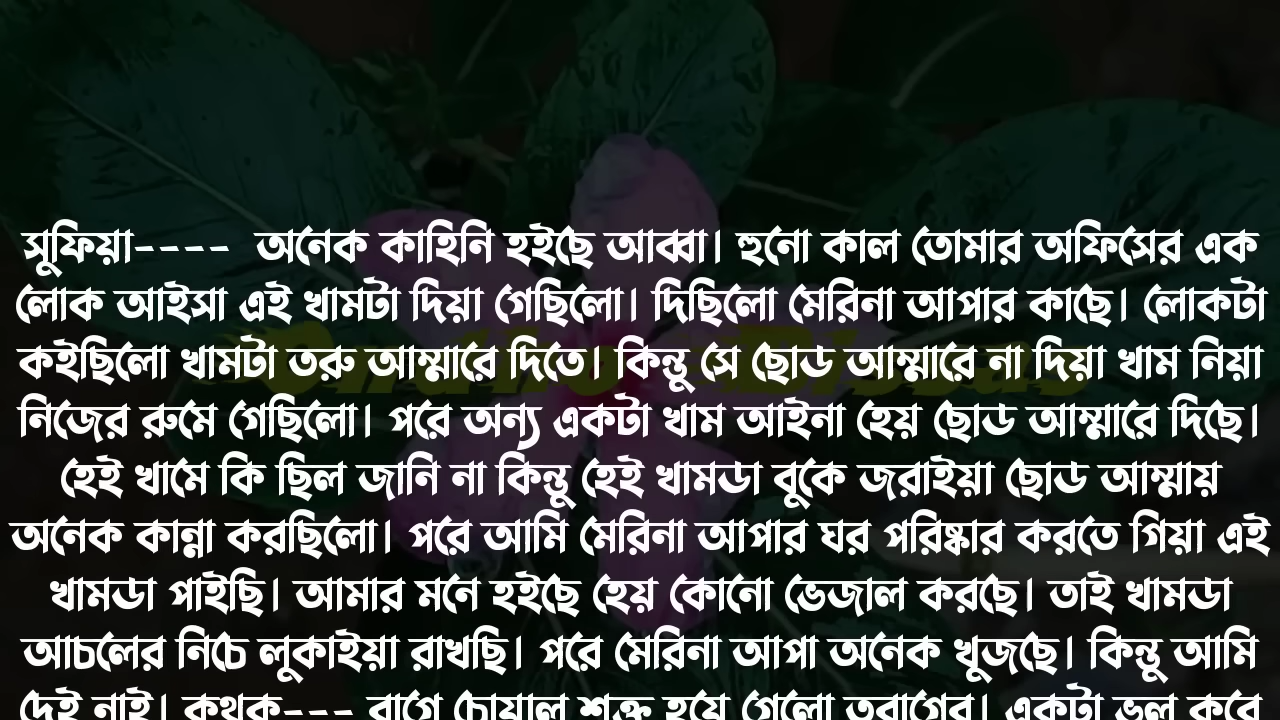 সুফিয়া---- অনেক কাহিনি হইছে আব্বা। হুনো কাল তোমার অফিসের এক
লোক আইসা এই খামটা দিয়া গেছিলো। দিছিলো মেরিনা আপার কাছে। লোকটা
কইছিলো খামটা তরু আম্মারে দিতে। কিন্তু সে ছোড আম্মারে না দিয়া খাম নিয়া
নিজের রুমে গেছিলো। পরে অন্য একটা খাম আইনা হেয় ছোড আম্মারে দিছে।
হেই খামে কি ছিল জানি না কিন্তু হেই খামডা বুকে জরাইয়া ছোড আম্মায়
অনেক কান্না করছিলো। পরে আমি মেরিনা আপার ঘর পরিষ্কার করতে গিয়া এই
খামডা পাইছি। আমার মনে হইছে হেয় কোনো ভেজাল করছে। তাই খামডা
আচলের নিচে লুকাইয়া রাখছি। পরে মেরিনা আপা অনেক খুজছে। কিন্তু আমি
দেই নাই। কথক--- রাগে চোয়াল শক্ত হয়ে গেলো তুরাগের। একটা ভুল করে